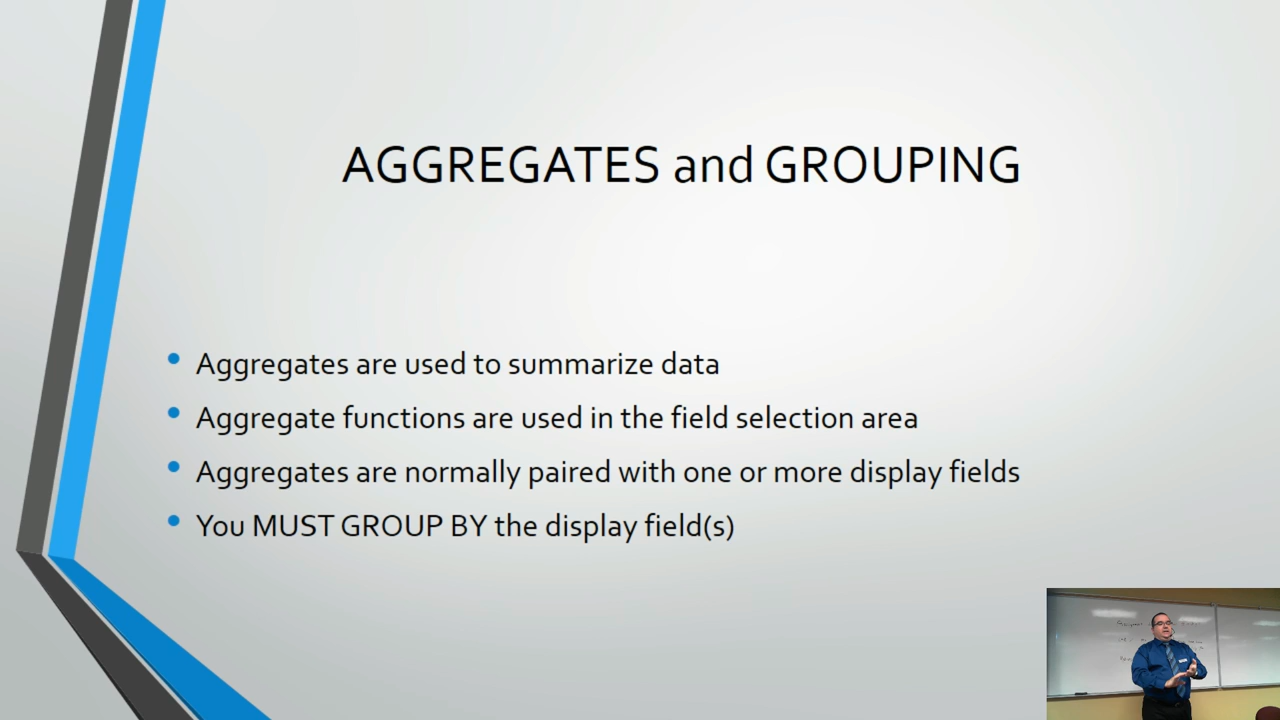 AGGREGATES and GROUPING
Aggregates are used to summarize data
Aggregate functions are used in the field selection area
Aggregates are normally paired with one or more display fields
You MUST GROUP BY the display field(s)